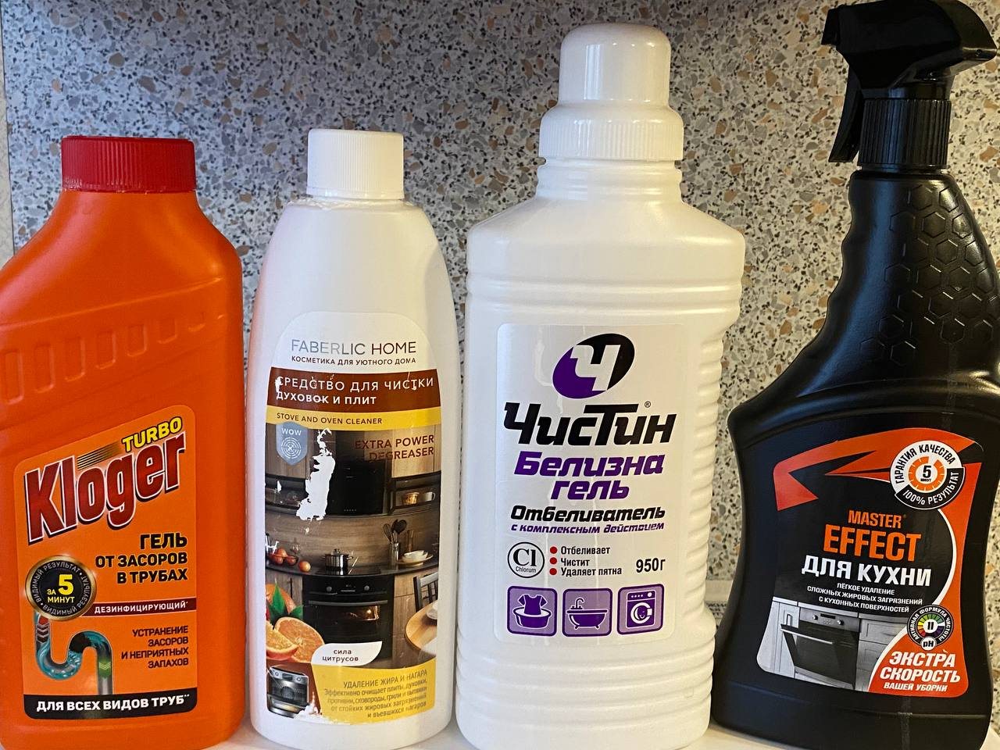 TURBO
Kloger
ГЕЛЬ
ОТ ЗАСОРОВ
В ТРУБАХ
ВИДИМЫЙ РЕЗУЛЬТАТ
ЗА 5
МИНУТ
ВИДИМЫЙ РЕЗУЛЬТАТ
ДЕЗИНФИЦИРУЮЩИЙ*
УСТРАНЕНИЕ
ЗАСОРОВ
И НЕПРИЯТНЫХ
ЗАПАХОВ
ДЛЯ ВСЕХ ВИДОВ ТРУБ**
FABERLIC HOME
КОСМЕТИКА ДЛЯ УЮТНОГО ДОМА
СРЕДСТВО ДЛЯ ЧИСТКИ
ДУХОВОК И ПЛИТ
STOVE AND OVEN CLEANER
WOW
EXTRA POWER
DEGREASER
сила
цитрусов
УДАЛЕНИЕ ЖИРА И НАГАРА
Эффективно очищает плиты, духовки,
противни, сковороды, грили и вытяжки
от стойких жировых загрязнений
и въевшихся нагаров
Ч
ЧисТин®
Белизна
гель
Отбеливатель
с комплексным действием
Cl
Chlorum
Отбеливает
Чистит
Удаляет пятна
950г
ГАРАНТИЯ КАЧЕСТВА
5
МИНУТ
100% РЕЗУЛЬТАТ
MASTER®
EFFECT
ДЛЯ КУХНИ
ЛЁГКОЕ УДАЛЕНИЕ
СЛОЖНЫХ ЖИРОВЫХ ЗАГРЯЗНЕНИЙ
С КУХОННЫХ ПОВЕРХНОСТЕЙ
АКТИВНАЯ ФОРМУЛА ЧИСТОТЫ
11
pH
ЭКСТРА
СКОРОСТЬ
ВАШЕЙ УБОРКИ